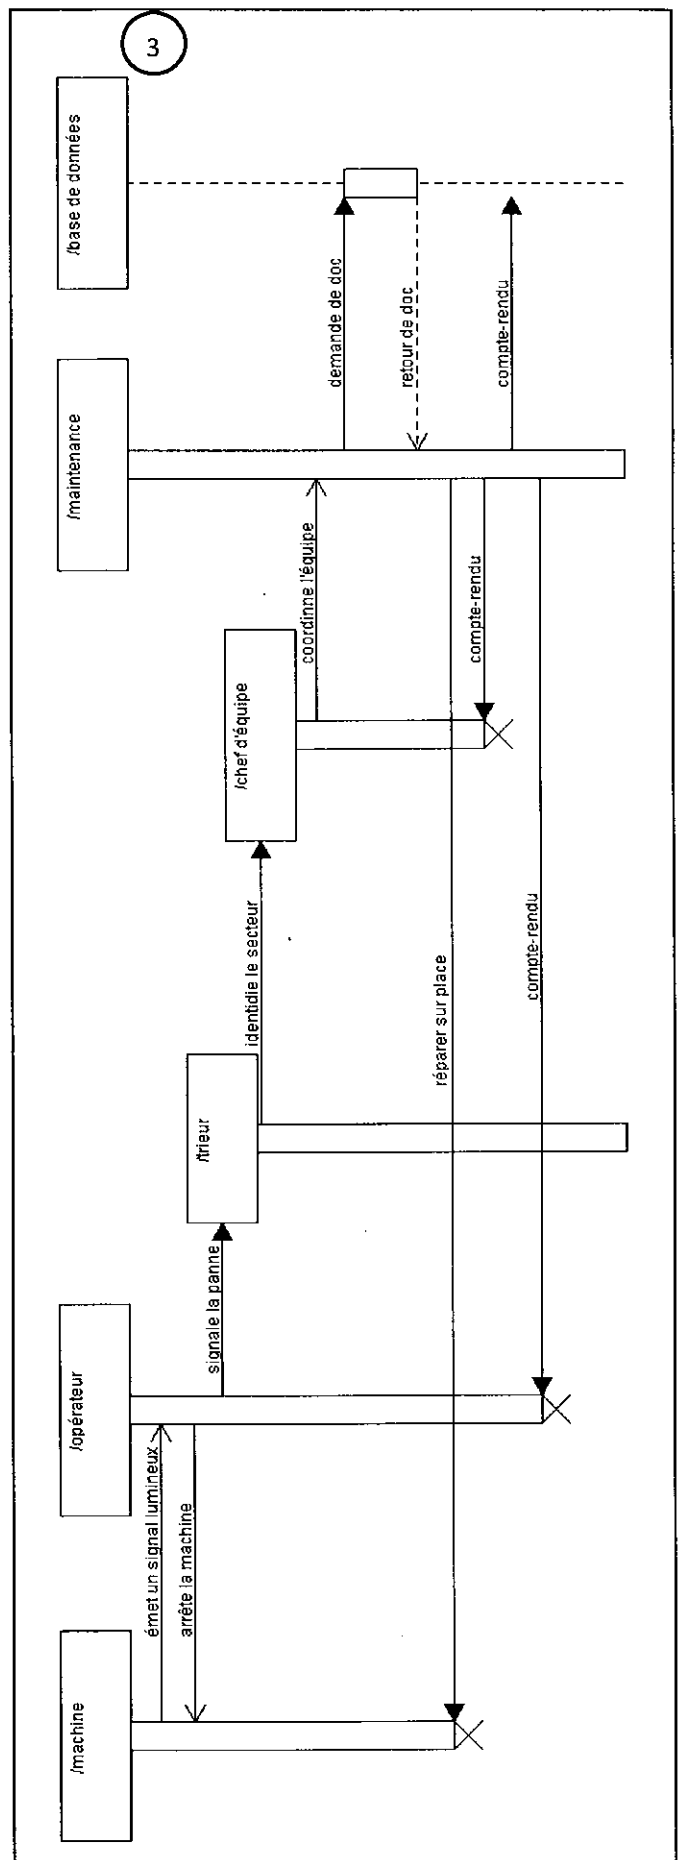 3
/machine
/opérateur
/trieur
/chef d'équipe
/maintenance
/base de données
émet un signal lumineux
arrête la machine
signale la panne
identidie le secteur
coordinne l'équipe
demande de doc
retour de doc
réparer sur place
compte-rendu
compte-rendu
compte-rendu